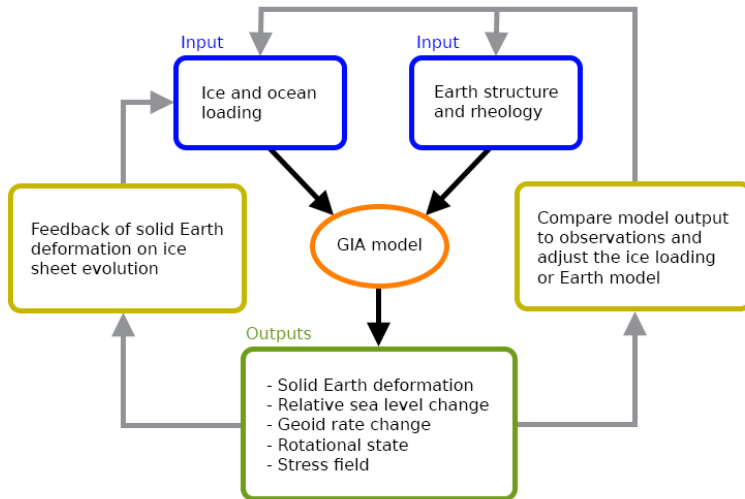 Input
Ice and ocean
loading
Input
Earth structure
and rheology
Feedback of solid Earth
deformation on ice
sheet evolution
GIA model
Compare model output
to observations and
adjust the ice loading
or Earth model
Outputs
- Solid Earth deformation
- Relative sea level change
- Geoid rate change
- Rotational state
- Stress field